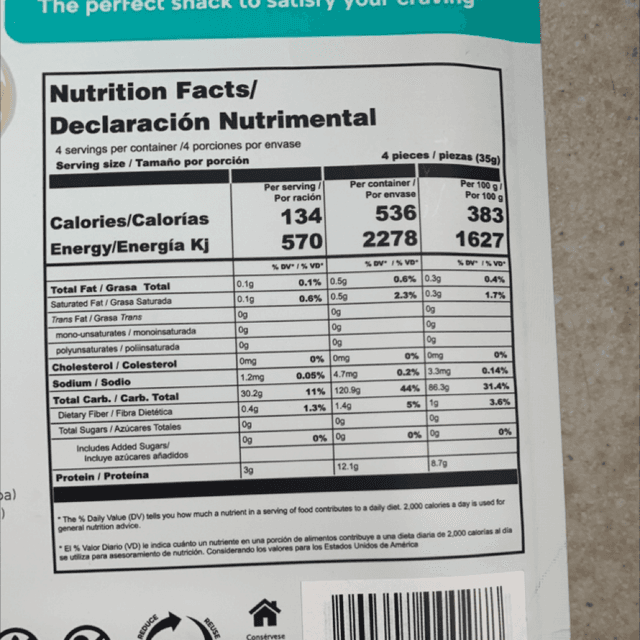 The perfect snack to satisfy your craving
Nutrition Facts/
Declaración Nutrimental
4 servings per container /4 porciones por envase
Serving size / Tamaño por porción 4 pieces / piezas (35g)
Per serving / Per container / Per 100 g /
Por ración Por envase Por 100 g
Calories/Calorías 134 536 383
Energy/Energía Kj 570 2278 1627
% DV* / % VD* % DV* / % VD* % DV* / % VD*
Total Fat / Grasa Total 0.1g 0.1% 0.5g 0.6% 0.3g 0.4%
Saturated Fat / Grasa Saturada 0.1g 0.6% 0.5g 2.3% 0.3g 1.7%
Trans Fat / Grasa Trans 0g 0g 0g
mono-unsaturates / monoinsaturada 0g 0g 0g
polyunsaturates / poliinsaturada 0g 0g 0g
Cholesterol / Colesterol 0mg 0% 0mg 0% 0mg 0%
Sodium / Sodio 1.2mg 0.05% 4.7mg 0.2% 3.3mg 0.14%
Total Carb. / Carb. Total 30.2g 11% 120.9g 44% 86.3g 31.4%
Dietary Fiber / Fibra Dietética 0.4g 1.3% 1.4g 5% 1g 3.6%
Total Sugars / Azúcares Totales 0g 0g 0g
Includes Added Sugars/ 0g 0% 0g 0% 0g 0%
Incluye azúcares añadidos
Protein / Proteína 3g 12.1g 8.7g
* The % Daily Value (DV) tells you how much a nutrient in a serving of food contributes to a daily diet. 2,000 calories a day is used for
general nutrition advice.
* El % Valor Diario (VD) le indica cuánto un nutriente en una porción de alimentos contribuye a una dieta diaria de 2,000 calorías al día
se utiliza para asesoramiento de nutrición. Considerando los valores para los Estados Unidos de América
REDUCE
REUSE
Consérvese